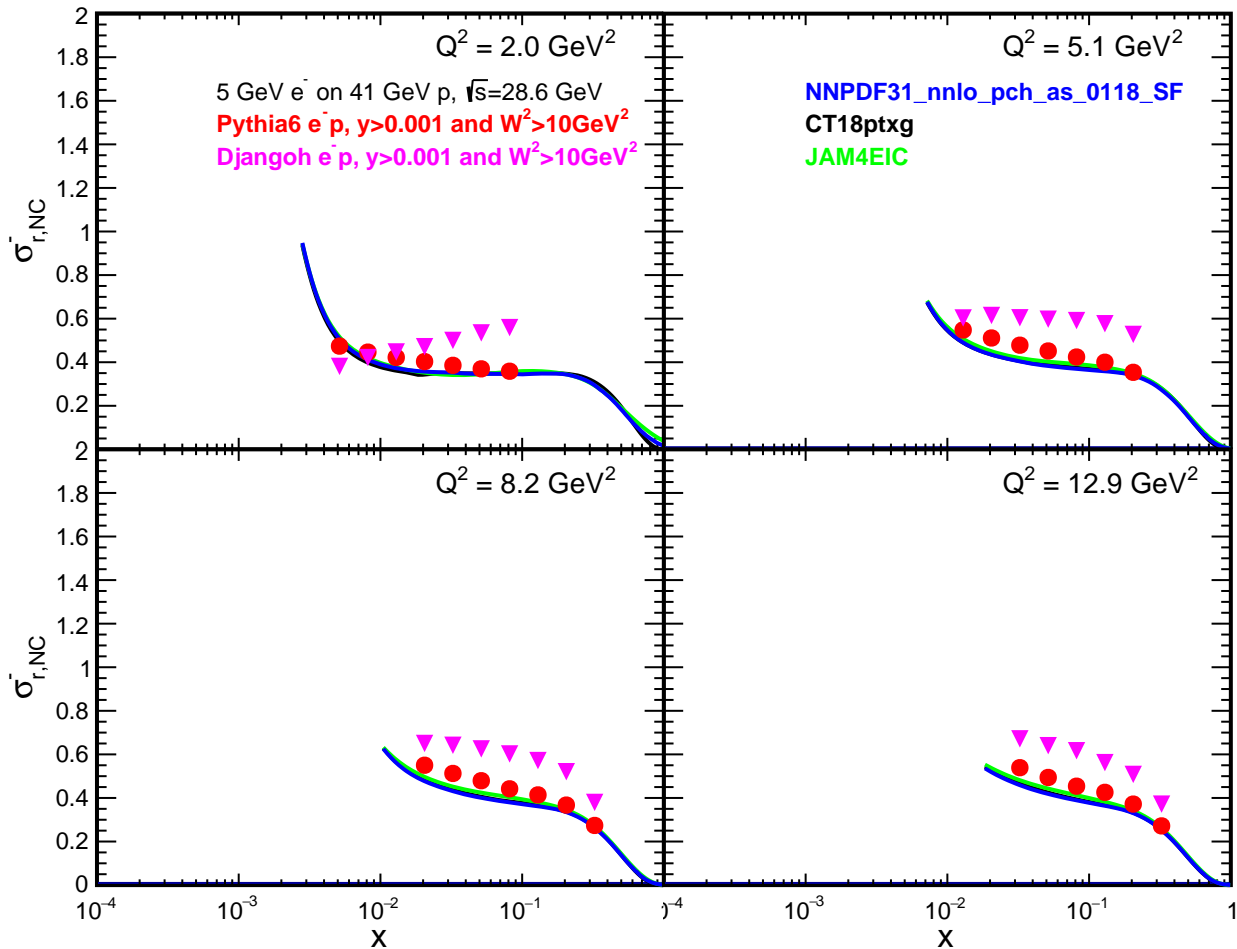 Q² = 2.0 GeV²
5 GeV e⁻ on 41 GeV p, √s=28.6 GeV
Pythia6 e⁻p, y>0.001 and W²>10GeV²
Djangoh e⁻p, y>0.001 and W²>10GeV²
2
1.8
1.6
1.4
1.2
1
0.8
0.6
0.4
0.2
σ⁻r,NC
Q² = 5.1 GeV²
NNPDF31_nnlo_pch_as_0118_SF
CT18ptxg
JAM4EIC
Q² = 8.2 GeV²
2
1.8
1.6
1.4
1.2
1
0.8
0.6
0.4
0.2
0
σ⁻r,NC
10⁻⁴ 10⁻³ 10⁻² 10⁻¹
x
Q² = 12.9 GeV²
10⁻³ 10⁻² 10⁻¹ 1
x